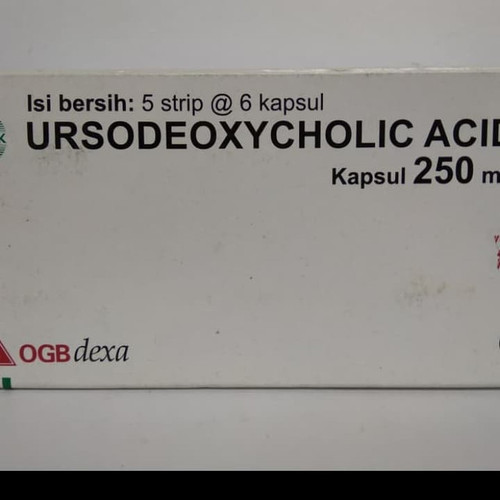 Isi bersih: 5 strip @ 6 kapsul
URSODEOXYCHOLIC ACID
Kapsul 250 m
OGB dexa